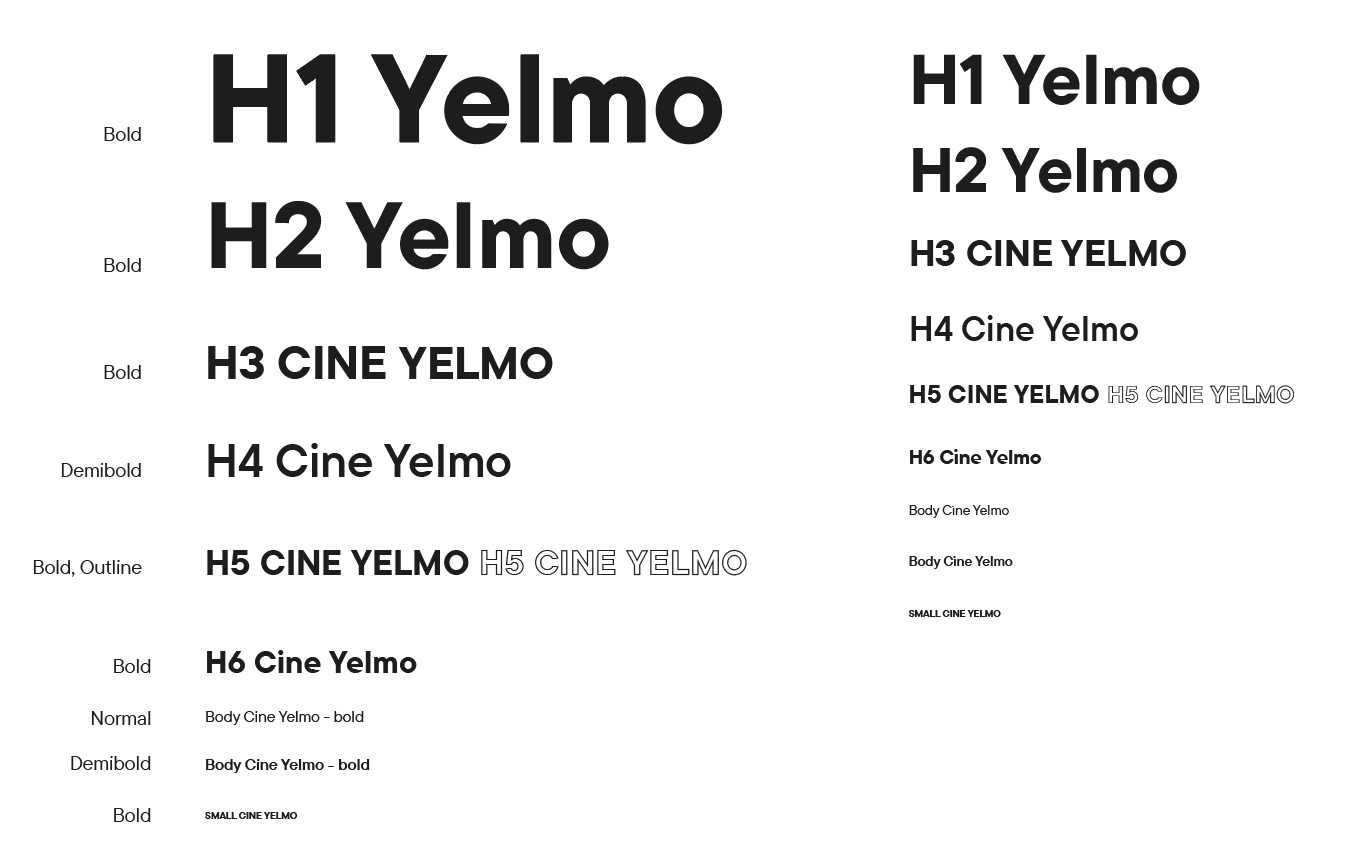 Bold
H1 Yelmo
Bold
H2 Yelmo
Bold
H3 CINE YELMO
Demibold
H4 Cine Yelmo
Bold, Outline
H5 CINE YELMO H5 CINE YELMO
Bold
H6 Cine Yelmo
Normal
Body Cine Yelmo - bold
Demibold
Body Cine Yelmo - bold
Bold
SMALL CINE YELMO
H1 Yelmo
H2 Yelmo
H3 CINE YELMO
H4 Cine Yelmo
H5 CINE YELMO H5 CINE YELMO
H6 Cine Yelmo
Body Cine Yelmo
Body Cine Yelmo
SMALL CINE YELMO